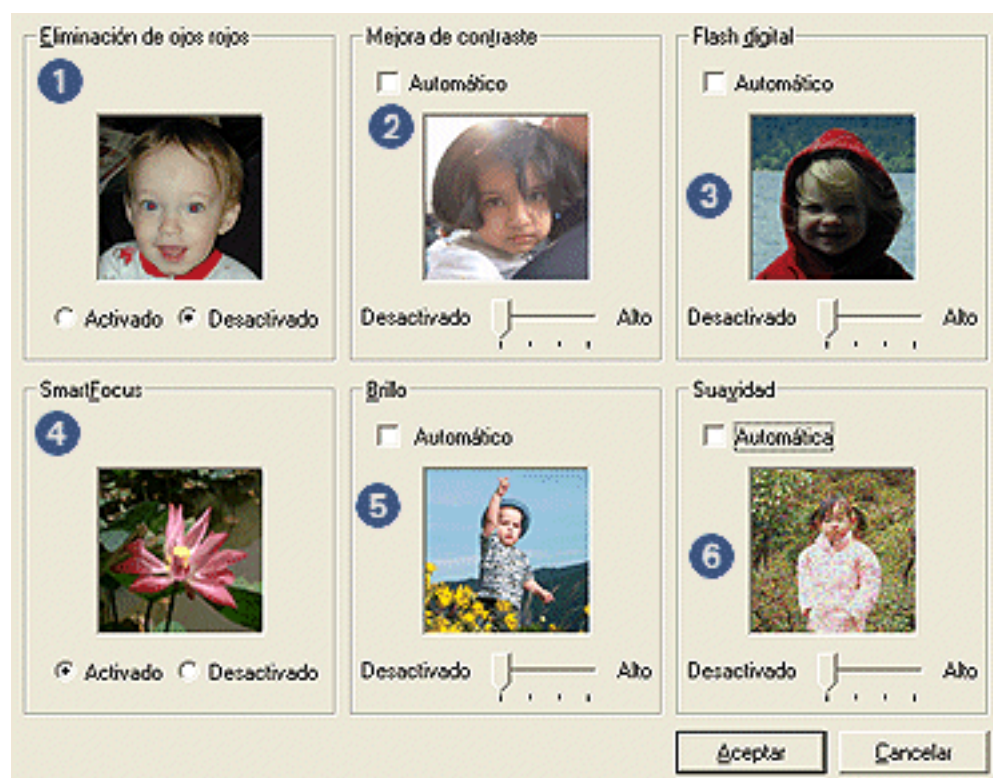 Eliminación de ojos rojos
1
Activado Desactivado
Mejora de contraste
Automático
2
Desactivado Alto
Flash digital
Automático
3
Desactivado Alto
SmartFocus
4
Activado Desactivado
Brillo
Automático
5
Desactivado Alto
Suavidad
Automática
6
Desactivado Alto
Aceptar Cancelar